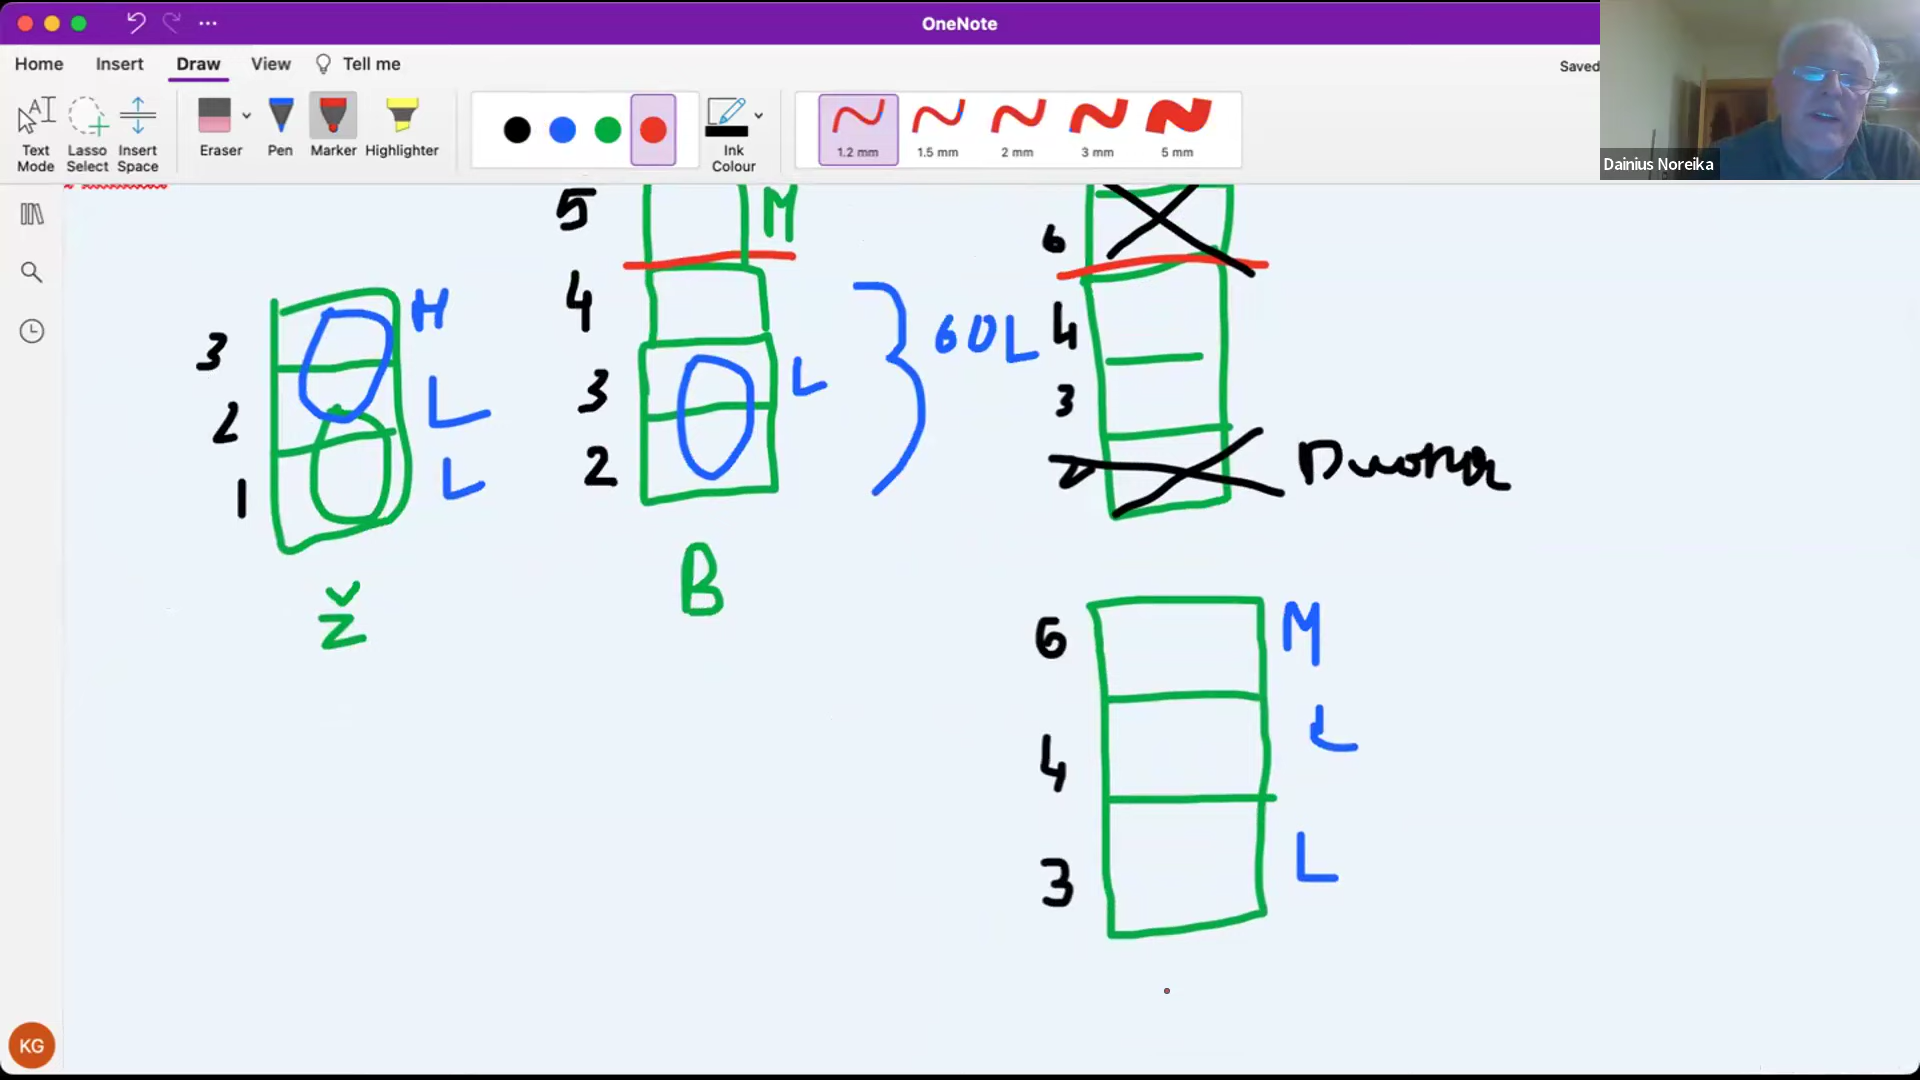 OneNote
Home Insert Draw View Tell me
Saved
Text Mode
Lasso Select
Insert Space
Eraser
Pen
Marker
Highlighter
Ink Colour
1.2 mm
1.5 mm
2 mm
3 mm
5 mm
Dainius Noreika
3 H
2 L
1 L
Ž
5 M
4
3 L
2
B
60L
6
4
3
2
6 M
4 L
3 L
KG